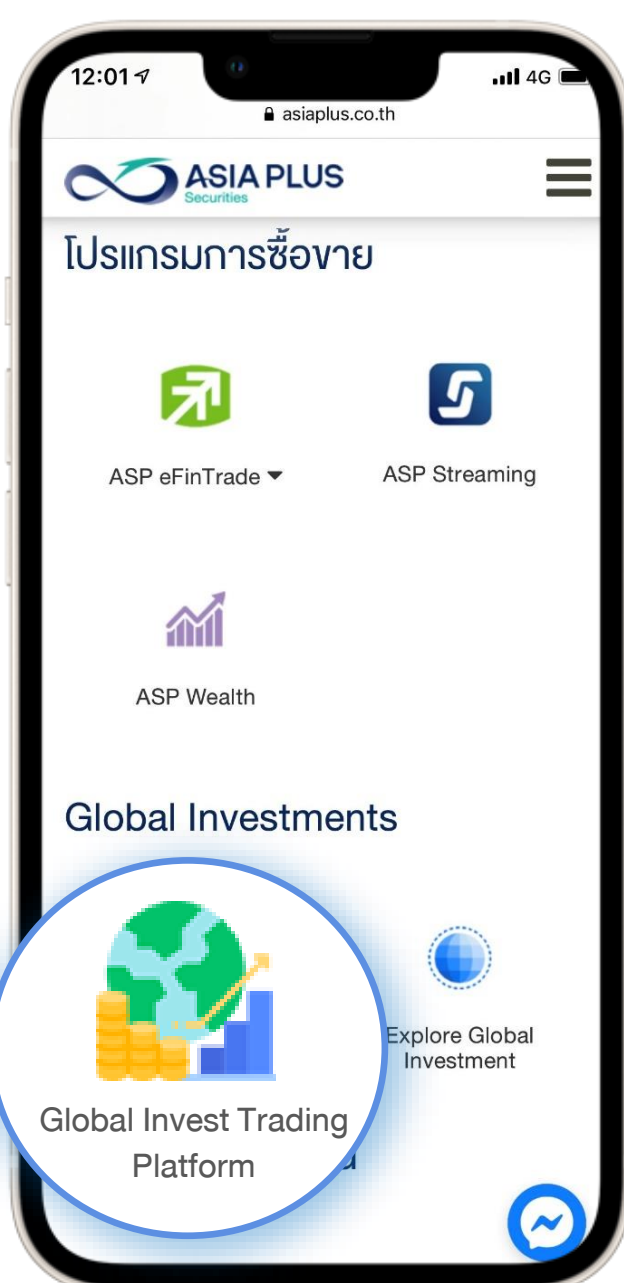 12:01
4G
asiaplus.co.th
ASIA PLUS
Securities
โปรแกรมการซื้อขาย
ASP eFinTrade
ASP Streaming
ASP Wealth
Global Investments
Explore Global
Investment
Global Invest Trading
Platform